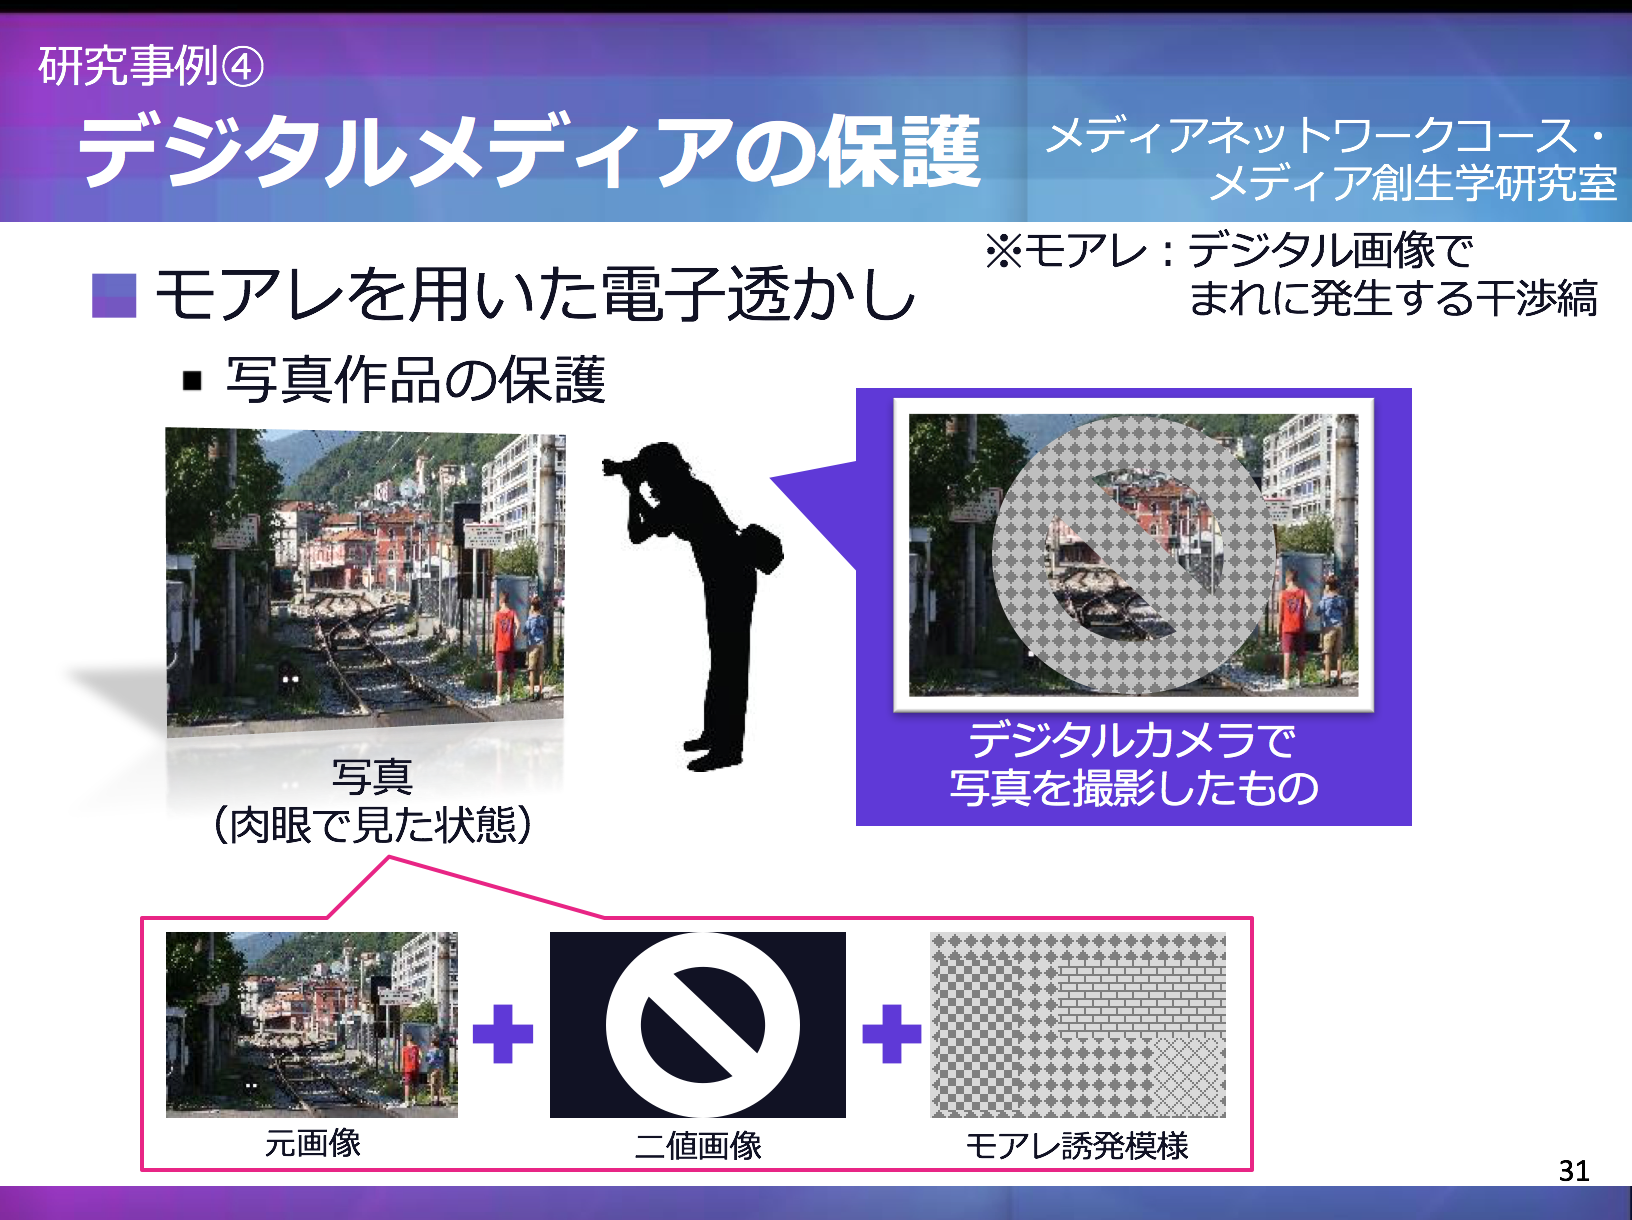 研究事例④
デジタルメディアの保護
メディアネットワークコース・
メディア創生学研究室
※モアレ：デジタル画像で
まれに発生する干渉縞
モアレを用いた電子透かし
写真作品の保護
写真
（肉眼で見た状態）
デジタルカメラで
写真を撮影したもの
元画像
二値画像
モアレ誘発模様
31